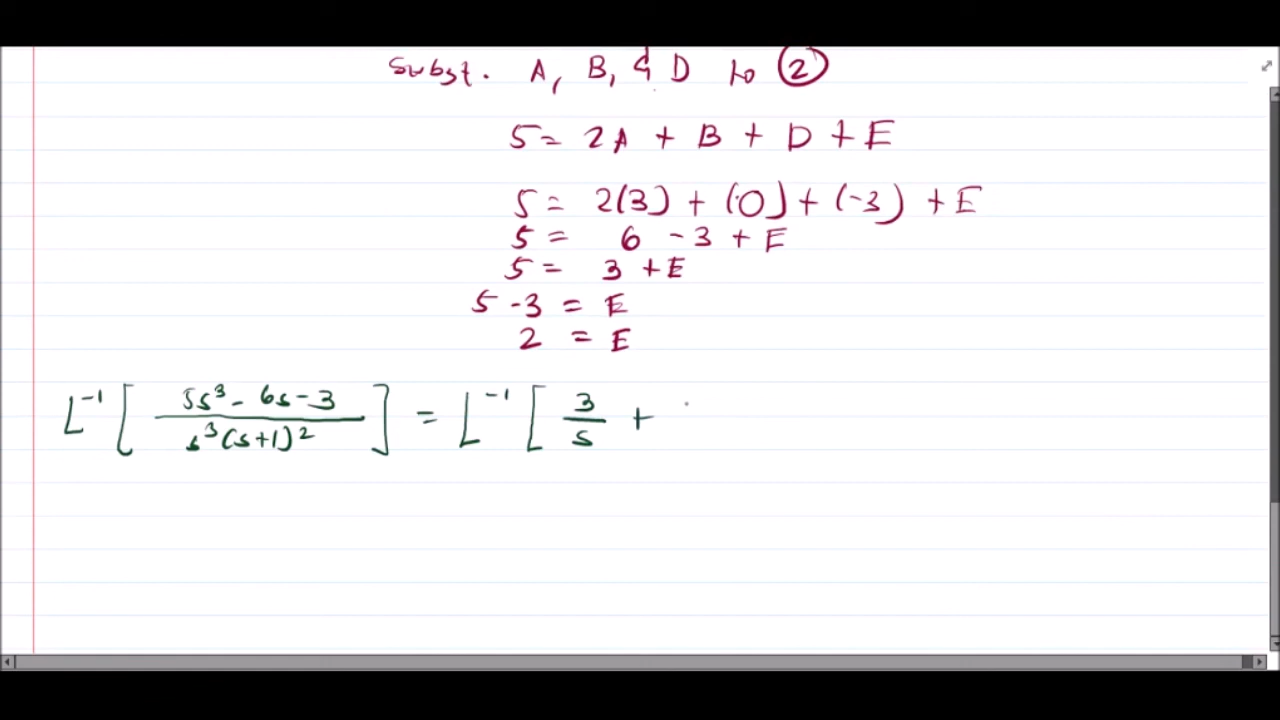 Subst. A, B, & D to ②
5 = 2A + B + D + E
5 = 2(3) + (0) + (-3) + E
5 = 6 - 3 + E
5 = 3 + E
5 - 3 = E
2 = E
L⁻¹ [ 5s³ - 6s - 3 / s³(s+1)² ] = L⁻¹ [ 3/s +